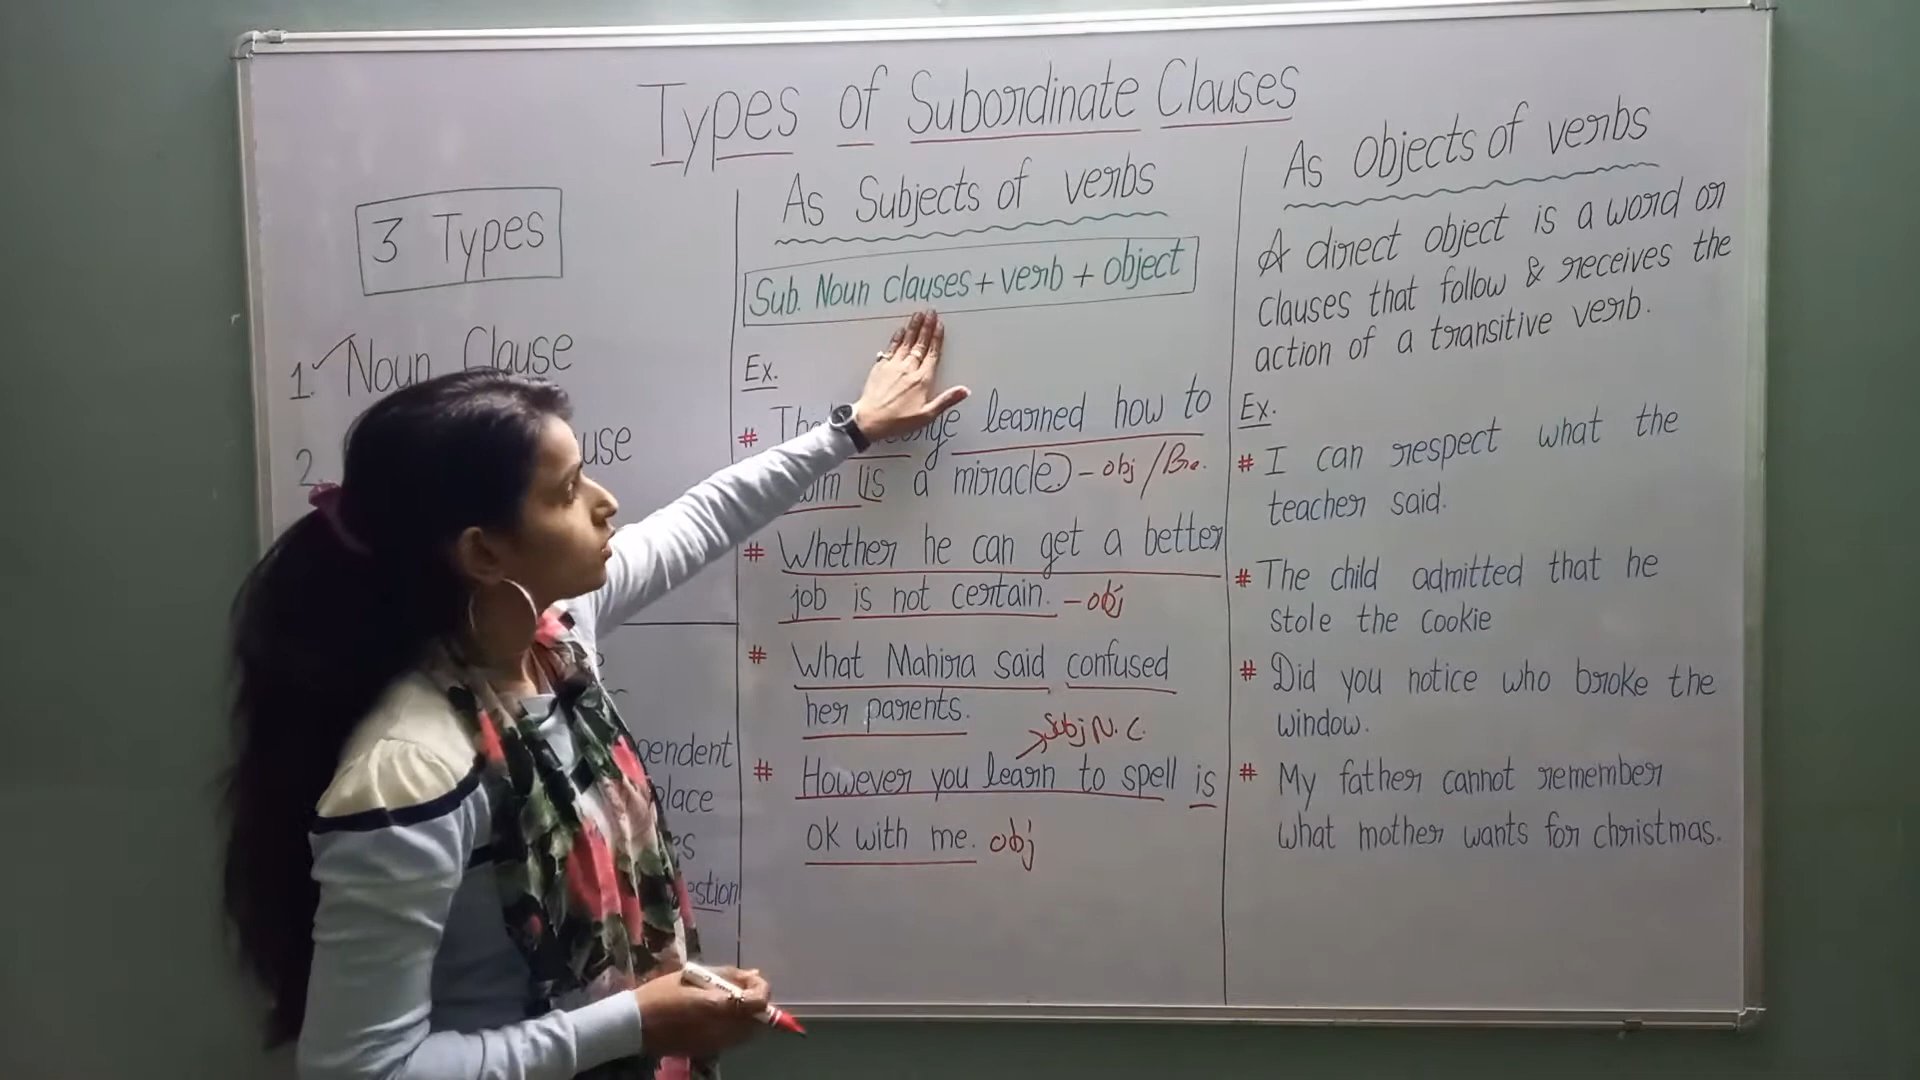 Types of Subordinate Clauses
3 Types
1. Noun Clause
2.
As Subjects of verbs
Sub. Noun Clauses + verb + object
Ex.
# learned how to
is a miracle. - obj /
# Whether he can get a better
job is not certain. - obj
# What Mahira said confused
her parents.
Subj N. C.
# However you learn to spell is
ok with me. obj
As Objects of verbs
A direct object is a word or
Clauses that follow & receives the
action of a transitive verb.
Ex.
# I can respect what the
teacher said.
# The child admitted that he
stole the cookie
# Did you notice who broke the
window.
# My father cannot remember
what mother wants for christmas.